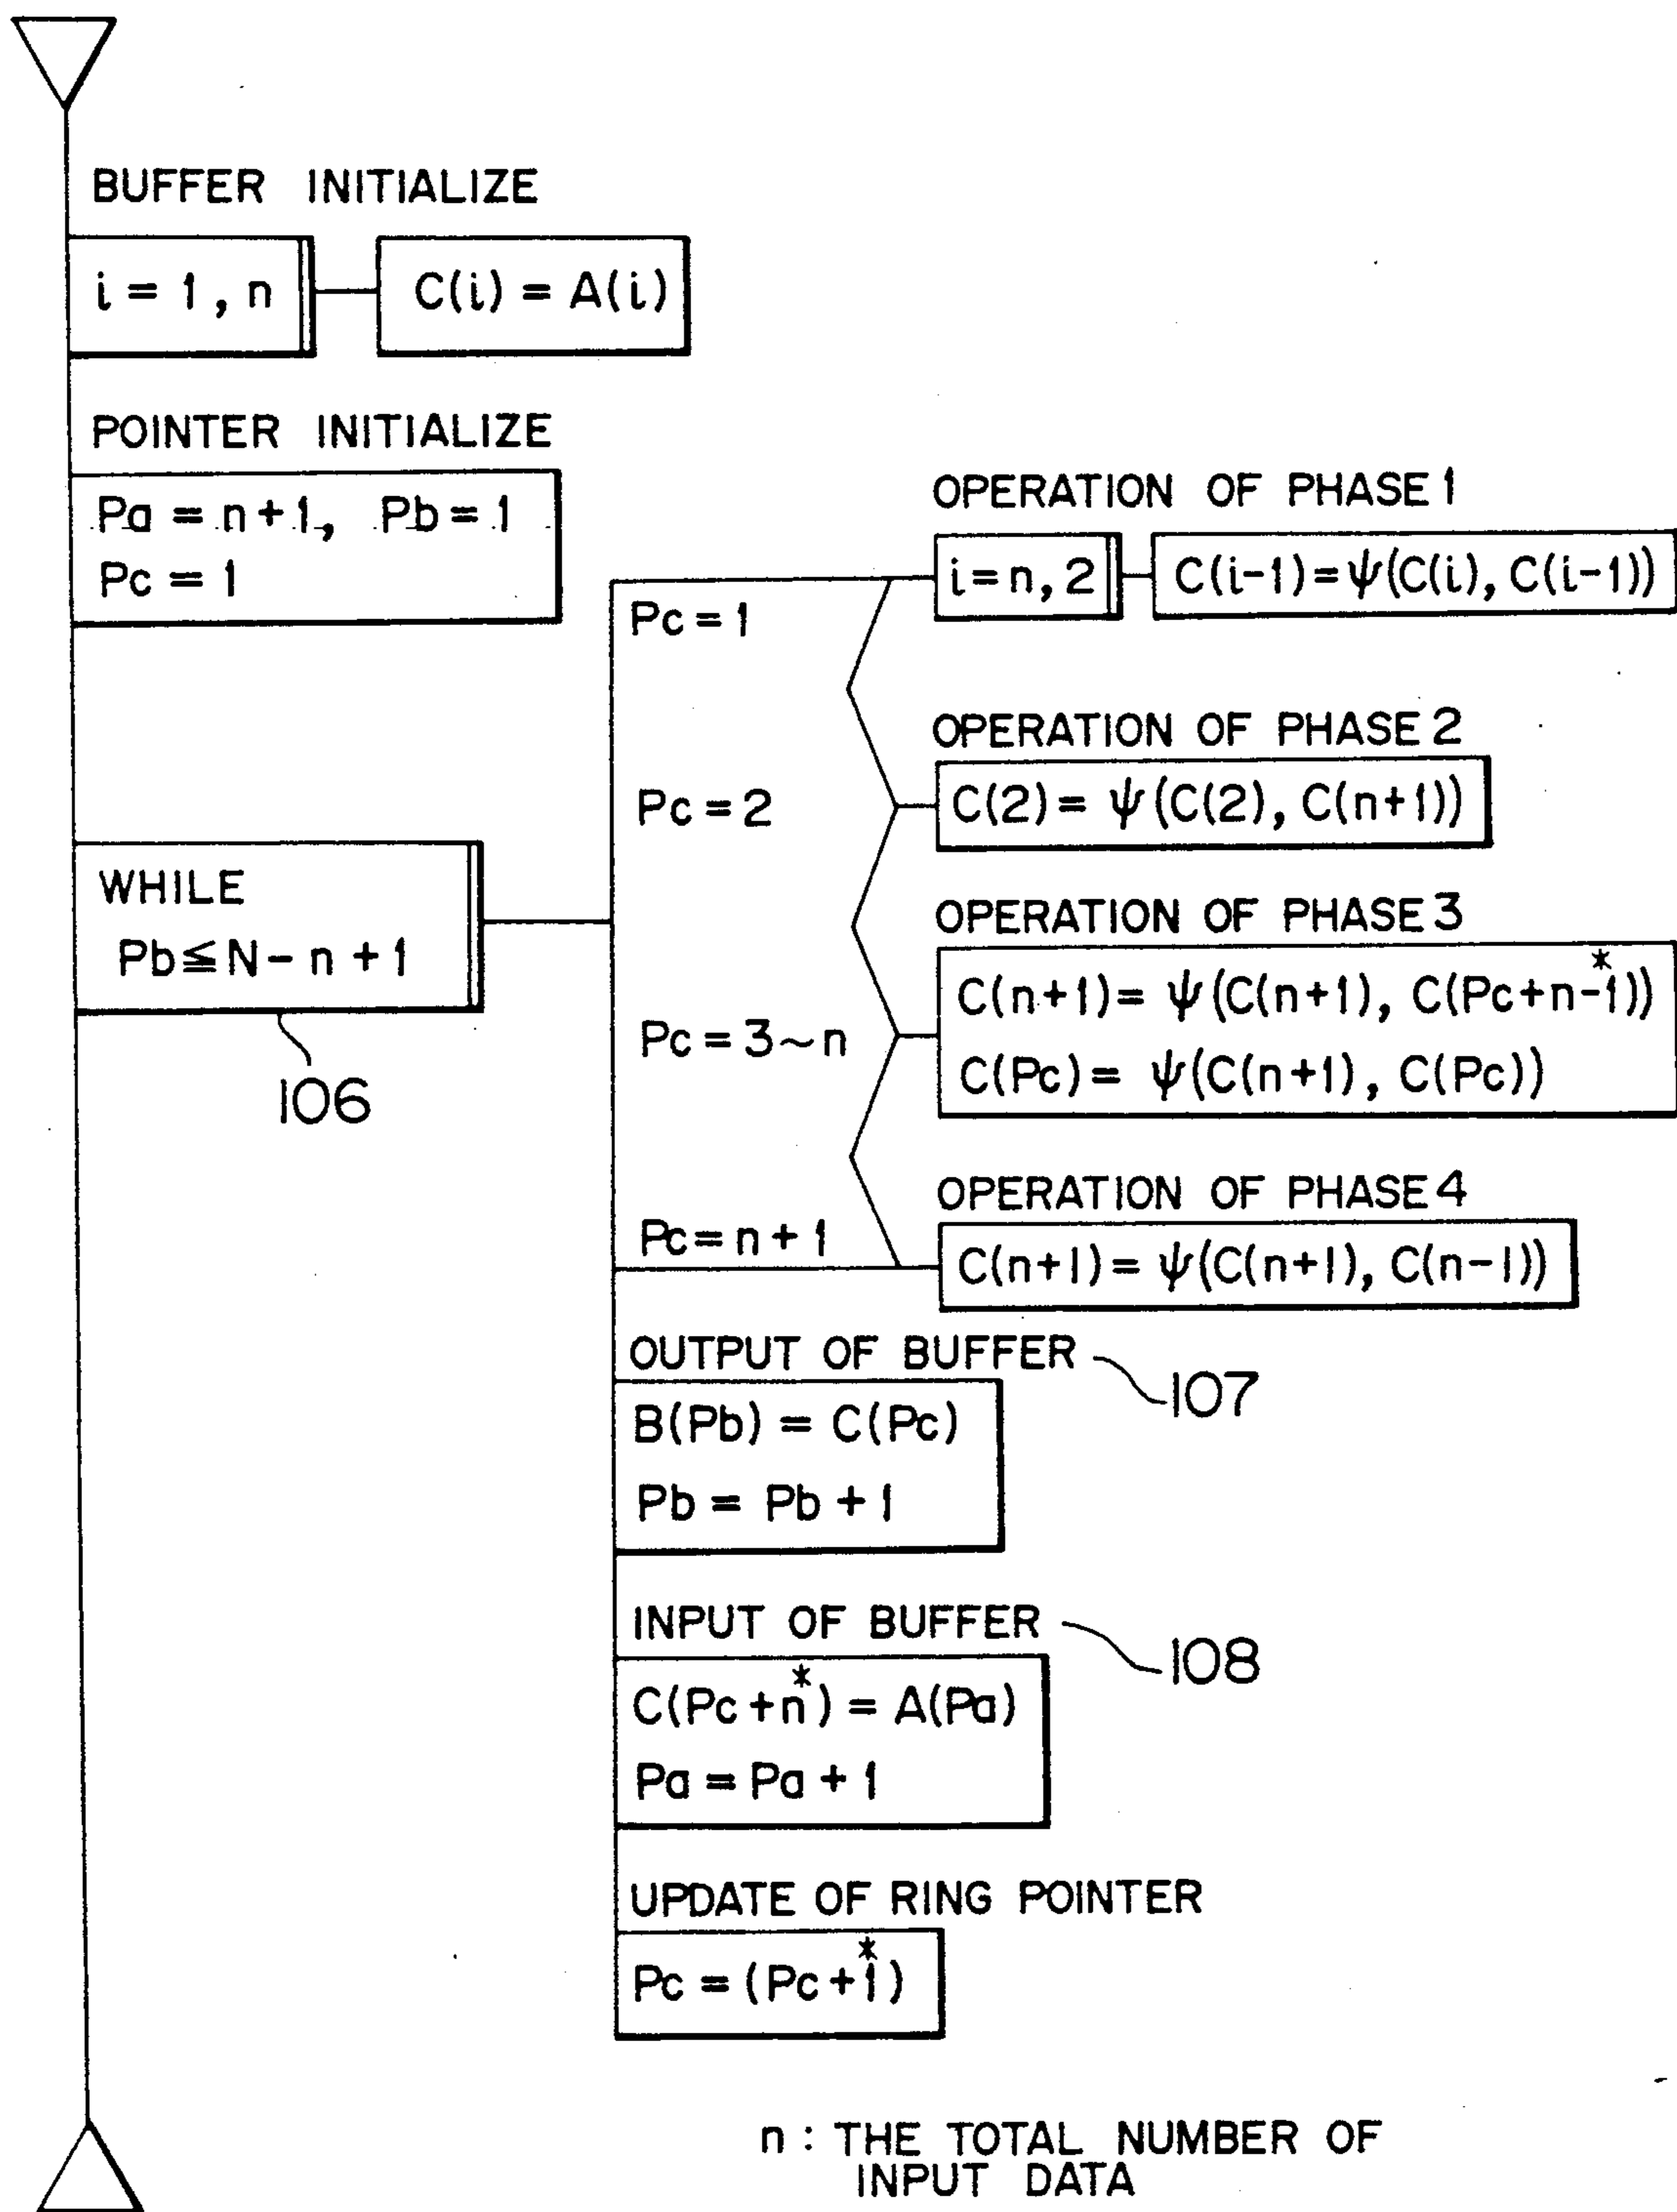 BUFFER INITIALIZE
i = 1 , n
C(i) = A(i)
POINTER INITIALIZE
Pa = n+1, Pb = 1
Pc = 1
WHILE
Pb ≦ N - n + 1
106
Pc = 1
OPERATION OF PHASE 1
i = n, 2
C(i-1) = ψ(C(i), C(i-1))
Pc = 2
OPERATION OF PHASE 2
C(2) = ψ(C(2), C(n+1))
Pc = 3~n
OPERATION OF PHASE 3
C(n+1) = ψ(C(n+1), C(Pc+n-1*))
C(Pc) = ψ(C(n+1), C(Pc))
Pc = n + 1
OPERATION OF PHASE 4
C(n+1) = ψ(C(n+1), C(n-1))
OUTPUT OF BUFFER
107
B(Pb) = C(Pc)
Pb = Pb + 1
INPUT OF BUFFER
108
C(Pc + n*) = A(Pa)
Pa = Pa + 1
UPDATE OF RING POINTER
Pc = (Pc + 1*)
n : THE TOTAL NUMBER OF
INPUT DATA